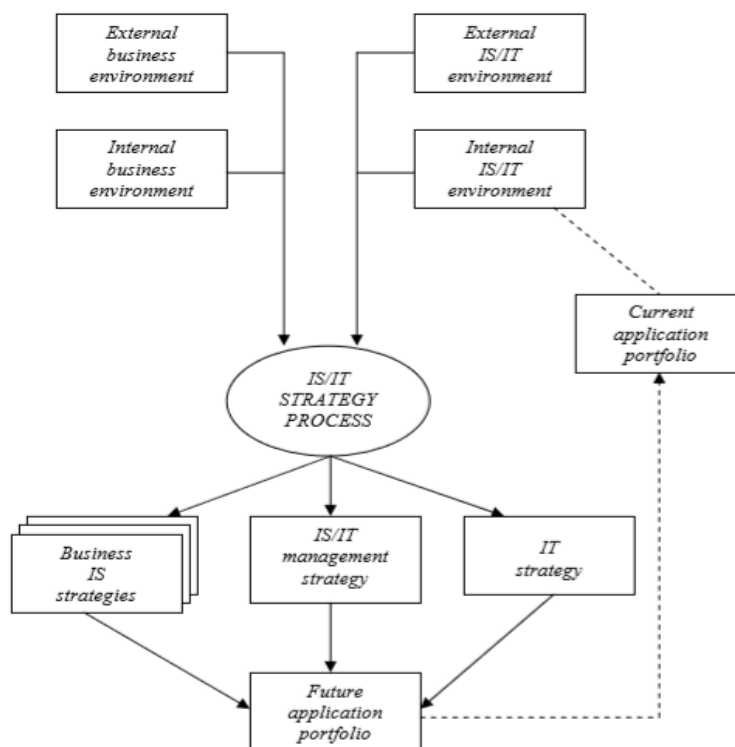 External
business
environment
External
IS/IT
environment
Internal
business
environment
Internal
IS/IT
environment
Current
application
portfolio
IS/IT
STRATEGY
PROCESS
Business
IS
strategies
IS/IT
management
strategy
IT
strategy
Future
application
portfolio